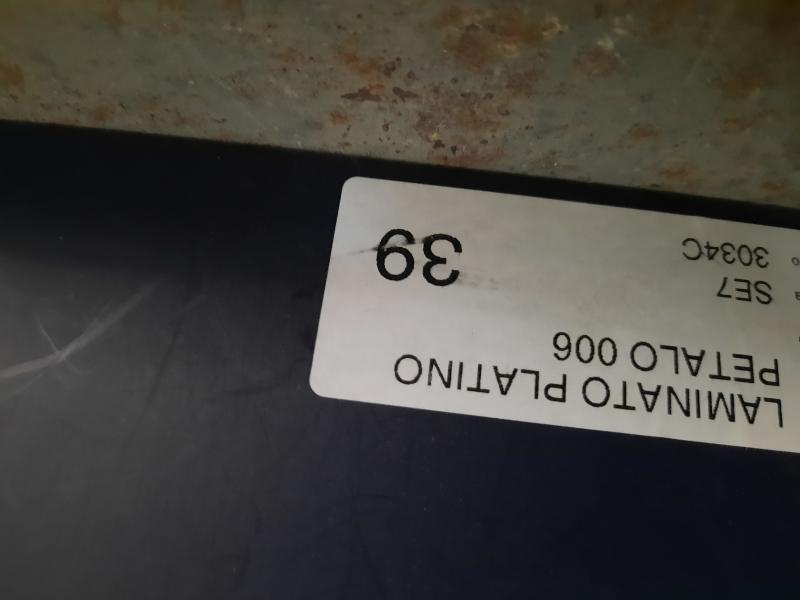 LAMINATO PLATINO
PETALO 006
SE7
3034C
39